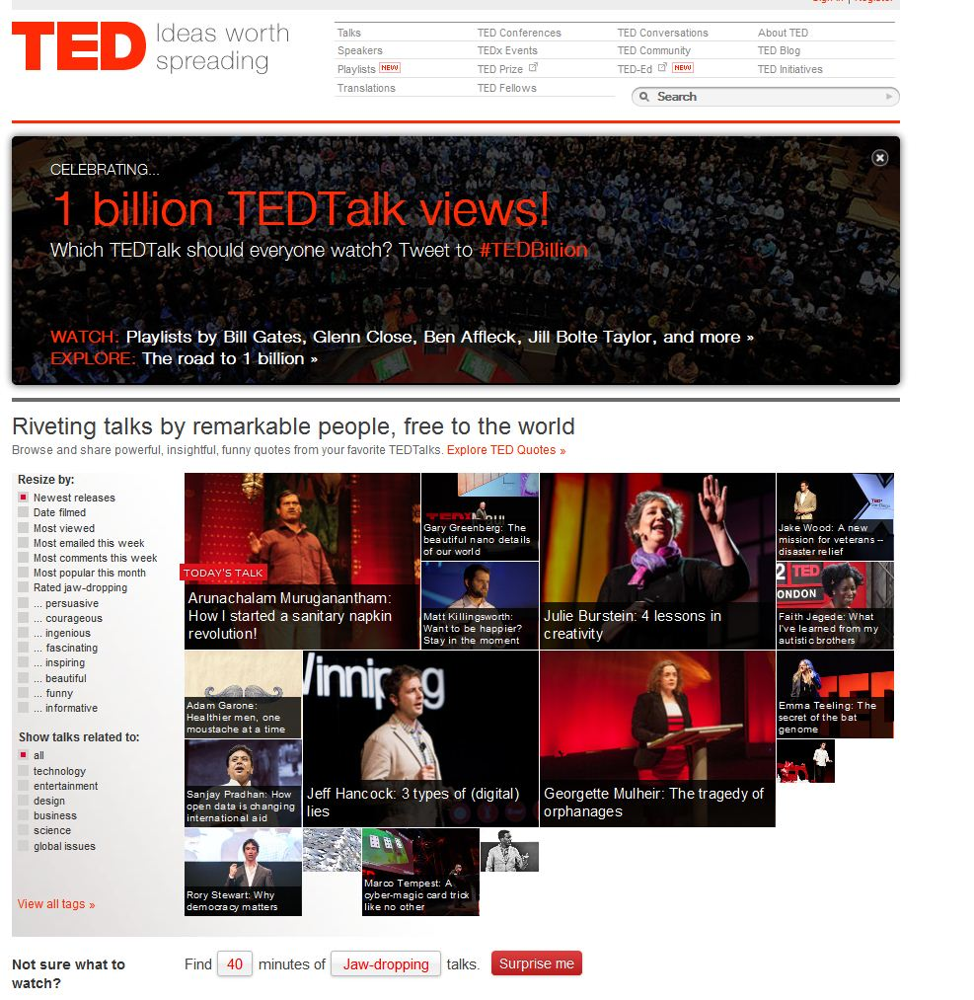 Sign in | Register
TED Ideas worth
spreading
Talks
Speakers
Playlists NEW
Translations
TED Conferences
TEDx Events
TED Prize
TED Fellows
TED Conversations
TED Community
TED-Ed NEW
About TED
TED Blog
TED Initiatives
Search
CELEBRATING...
1 billion TEDTalk views!
Which TEDTalk should everyone watch? Tweet to #TEDBillion
WATCH: Playlists by Bill Gates, Glenn Close, Ben Affleck, Jill Bolte Taylor, and more »
EXPLORE: The road to 1 billion »
Riveting talks by remarkable people, free to the world
Browse and share powerful, insightful, funny quotes from your favorite TEDTalks. Explore TED Quotes »
Resize by:
Newest releases
Date filmed
Most viewed
Most emailed this week
Most comments this week
Most popular this month
Rated jaw-dropping
... persuasive
... courageous
... ingenious
... fascinating
... inspiring
... beautiful
... funny
... informative
Show talks related to:
all
technology
entertainment
design
business
science
global issues
View all tags »
TODAY'S TALK
Arunachalam Muruganantham:
How I started a sanitary napkin
revolution!
Gary Greenberg: The
beautiful nano details
of our world
Matt Killingsworth:
Want to be happier?
Stay in the moment
Julie Burstein: 4 lessons in
creativity
Jake Wood: A new
mission for veterans --
disaster relief
2 TED
ONDON
Faith Jegede: What
I've learned from my
autistic brothers
Adam Garone:
Healthier men, one
moustache at a time
Sanjay Pradhan: How
open data is changing
international aid
Winnipeg
Jeff Hancock: 3 types of (digital)
lies
Georgette Mulheir: The tragedy of
orphanages
Emma Teeling: The
secret of the bat
genome
Rory Stewart: Why
democracy matters
Marco Tempest: A
cyber-magic card trick
like no other
Not sure what to
watch?
Find 40 minutes of Jaw-dropping talks. Surprise me